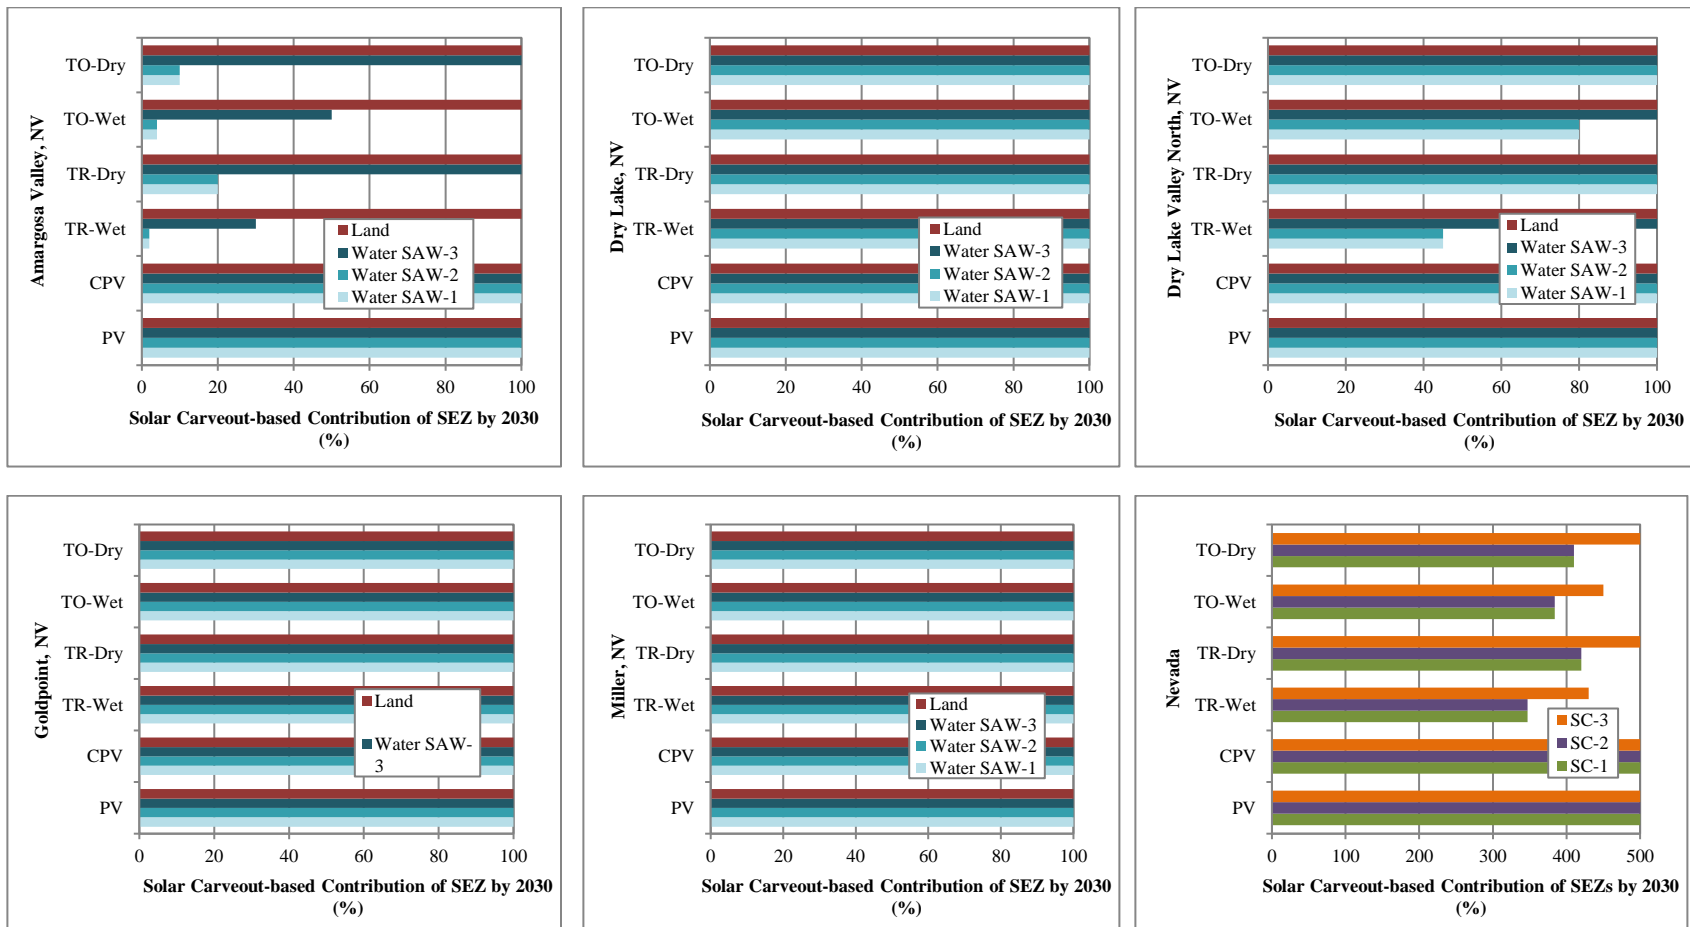 Amargosa Valley, NV
TO-Dry
TO-Wet
TR-Dry
TR-Wet
CPV
PV
Land
Water SAW-3
Water SAW-2
Water SAW-1
0 20 40 60 80 100
Solar Carveout-based Contribution of SEZ by 2030
(%)
Dry Lake, NV
TO-Dry
TO-Wet
TR-Dry
TR-Wet
CPV
PV
Land
Water SAW-3
Water SAW-2
Water SAW-1
0 20 40 60 80 100
Solar Carveout-based Contribution of SEZ by 2030
(%)
Dry Lake Valley North, NV
TO-Dry
TO-Wet
TR-Dry
TR-Wet
CPV
PV
Land
Water SAW-3
Water SAW-2
Water SAW-1
0 20 40 60 80 100
Solar Carveout-based Contribution of SEZ by 2030
(%)
Goldpoint, NV
TO-Dry
TO-Wet
TR-Dry
TR-Wet
CPV
PV
Land
Water SAW-
3
0 20 40 60 80 100
Solar Carveout-based Contribution of SEZ by 2030
(%)
Miller, NV
TO-Dry
TO-Wet
TR-Dry
TR-Wet
CPV
PV
Land
Water SAW-3
Water SAW-2
Water SAW-1
0 20 40 60 80 100
Solar Carveout-based Contribution of SEZ by 2030
(%)
Nevada
TO-Dry
TO-Wet
TR-Dry
TR-Wet
CPV
PV
SC-3
SC-2
SC-1
0 100 200 300 400 500
Solar Carveout-based Contribution of SEZs by 2030
(%)